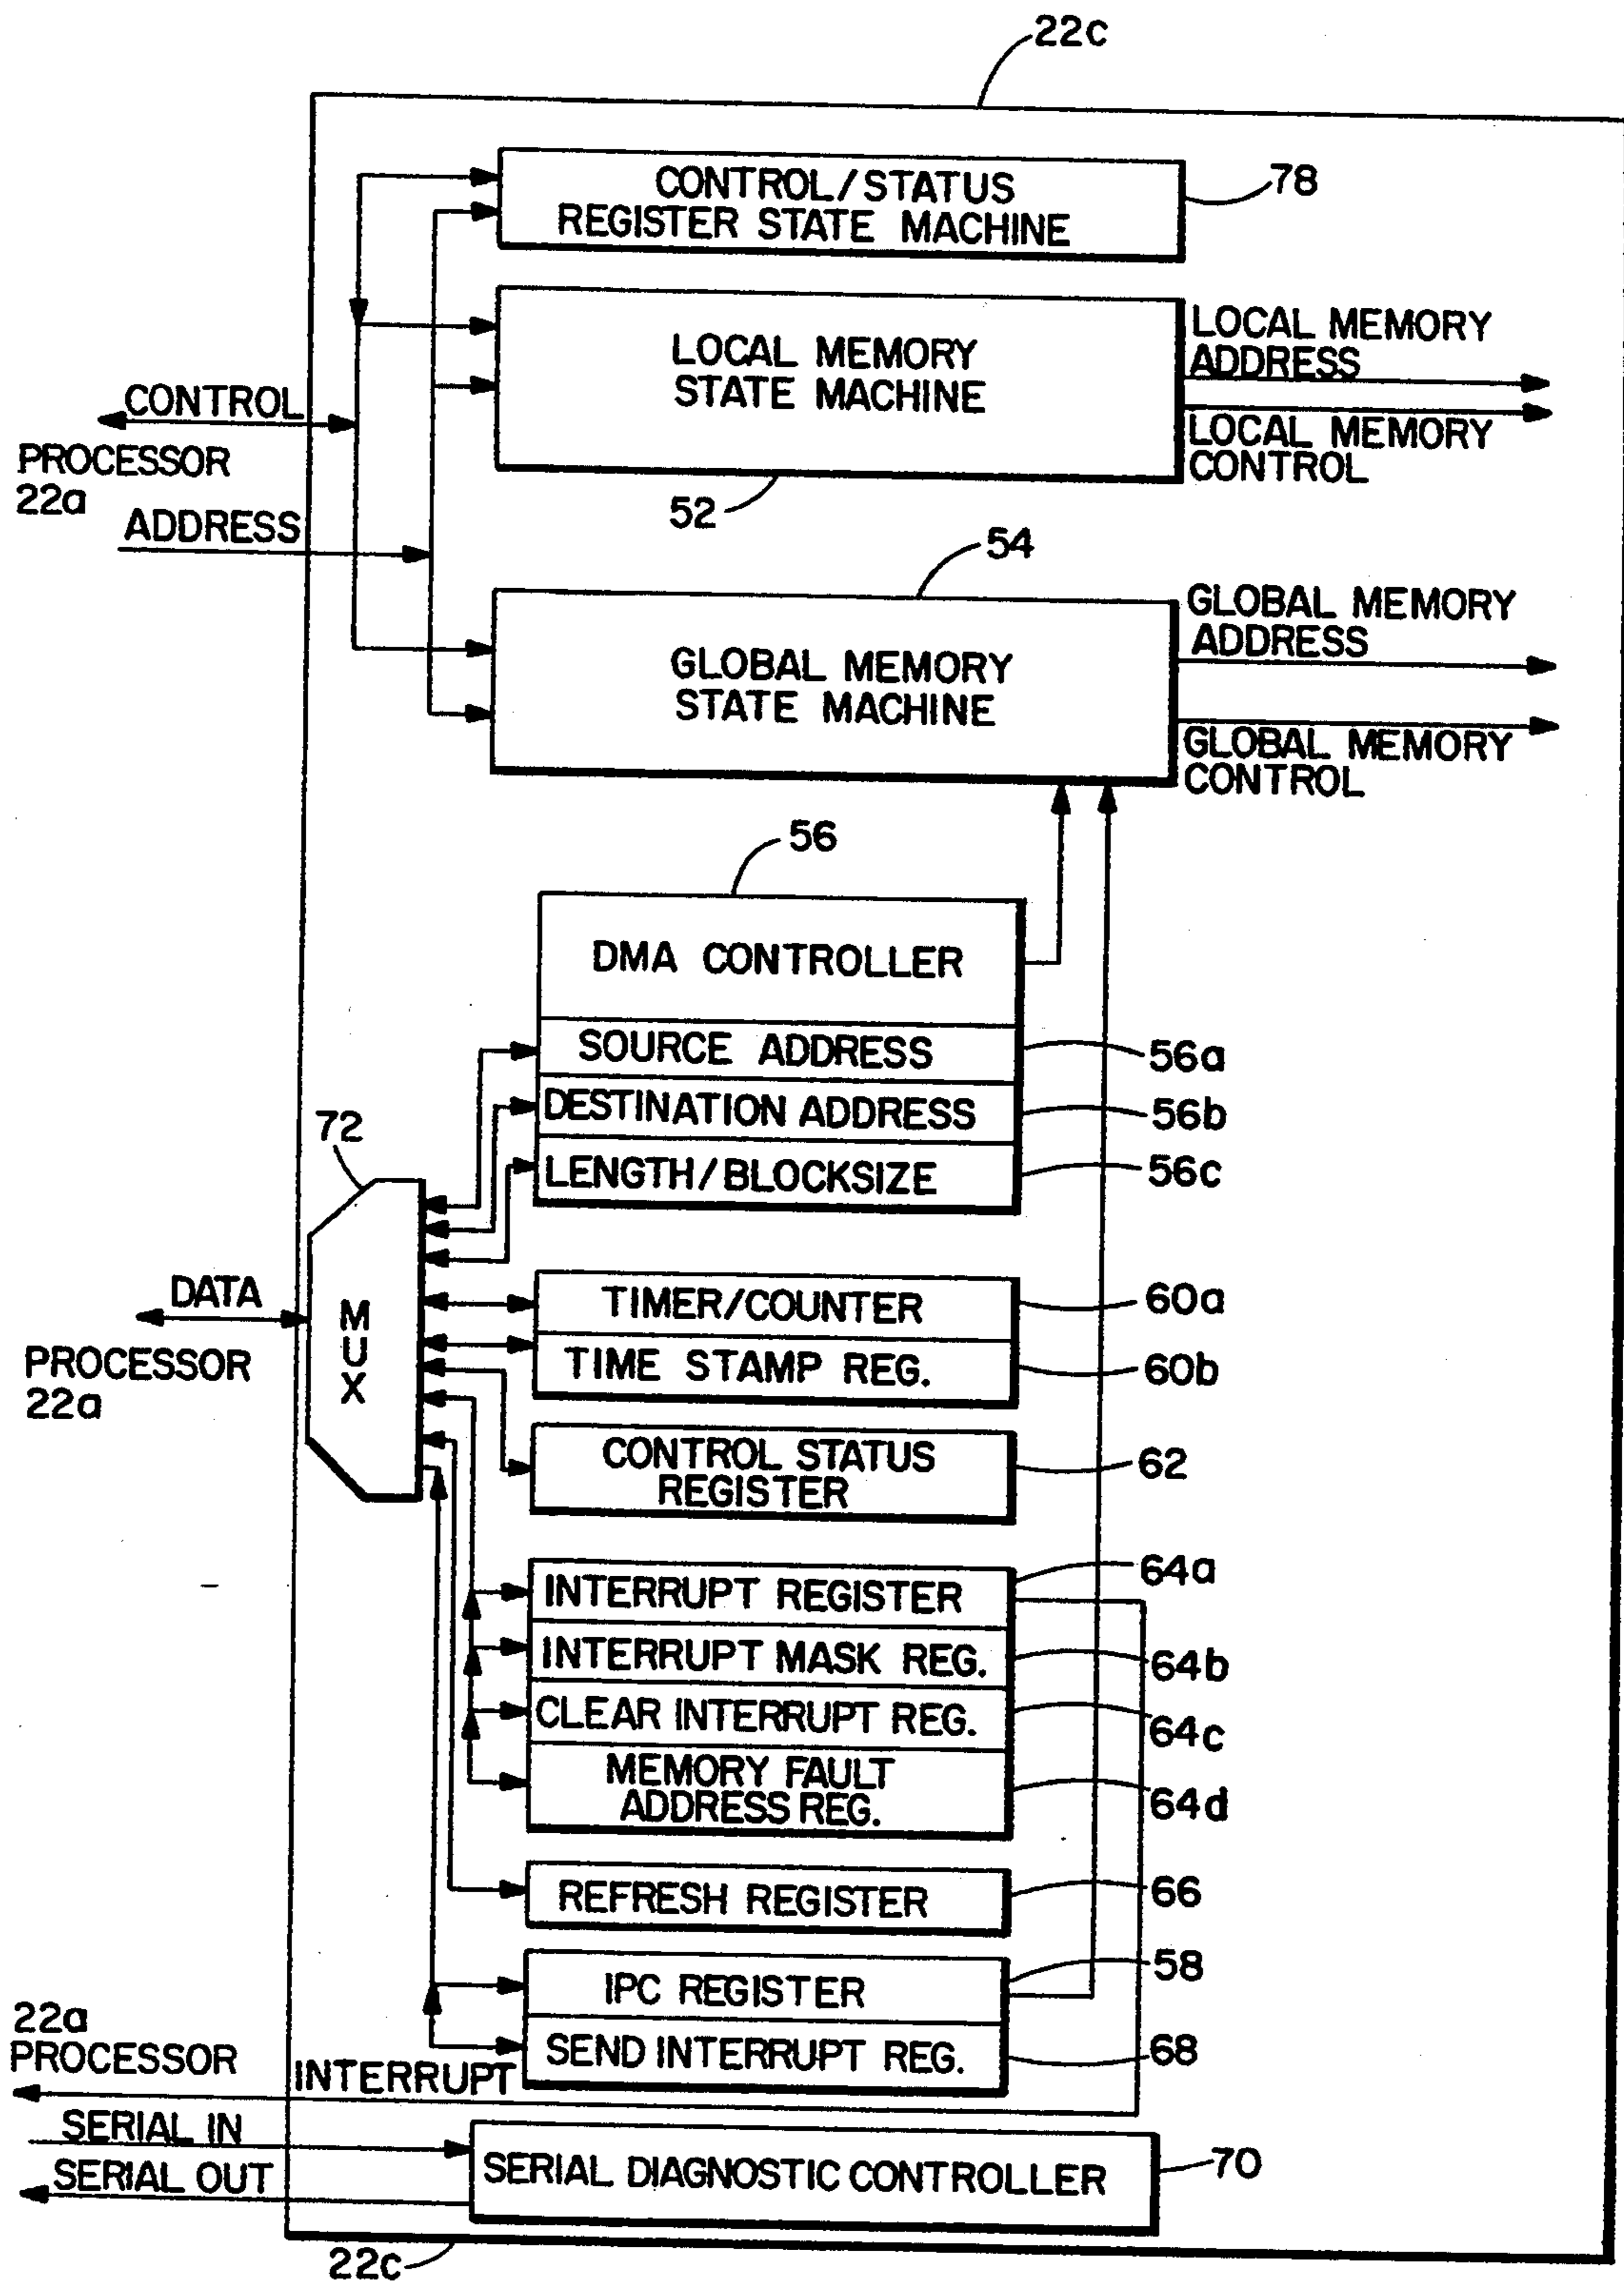 22c
CONTROL/STATUS
REGISTER STATE MACHINE
78
LOCAL MEMORY
STATE MACHINE
LOCAL MEMORY
ADDRESS
LOCAL MEMORY
CONTROL
CONTROL
PROCESSOR
22a
52
ADDRESS
54
GLOBAL MEMORY
STATE MACHINE
GLOBAL MEMORY
ADDRESS
GLOBAL MEMORY
CONTROL
56
DMA CONTROLLER
SOURCE ADDRESS
56a
DESTINATION ADDRESS
56b
LENGTH/BLOCKSIZE
56c
72
MUX
DATA
PROCESSOR
22a
TIMER/COUNTER
60a
TIME STAMP REG.
60b
CONTROL STATUS
REGISTER
62
INTERRUPT REGISTER
64a
INTERRUPT MASK REG.
64b
CLEAR INTERRUPT REG.
64c
MEMORY FAULT
ADDRESS REG.
64d
REFRESH REGISTER
66
IPC REGISTER
58
SEND INTERRUPT REG.
68
22a
PROCESSOR
INTERRUPT
SERIAL IN
SERIAL OUT
SERIAL DIAGNOSTIC CONTROLLER
70
22c